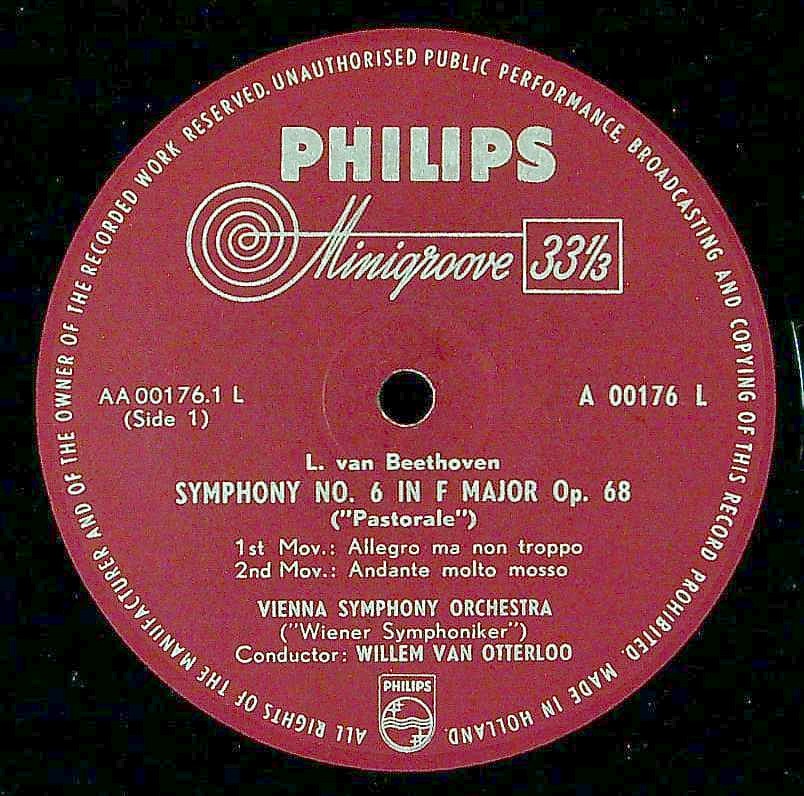 ALL RIGHTS OF THE MANUFACTURER AND OF THE OWNER OF THE RECORDED WORK RESERVED. UNAUTHORISED PUBLIC PERFORMANCE, BROADCASTING AND COPYING OF THIS RECORD PROHIBITED. MADE IN HOLLAND.
PHILIPS
Minigroove 33 1/3
AA 00176.1 L
(Side 1)
A 00176 L
L. van Beethoven
SYMPHONY NO. 6 IN F MAJOR Op. 68
("Pastorale")
1st Mov.: Allegro ma non troppo
2nd Mov.: Andante molto mosso
VIENNA SYMPHONY ORCHESTRA
("Wiener Symphoniker")
Conductor: WILLEM VAN OTTERLOO
PHILIPS